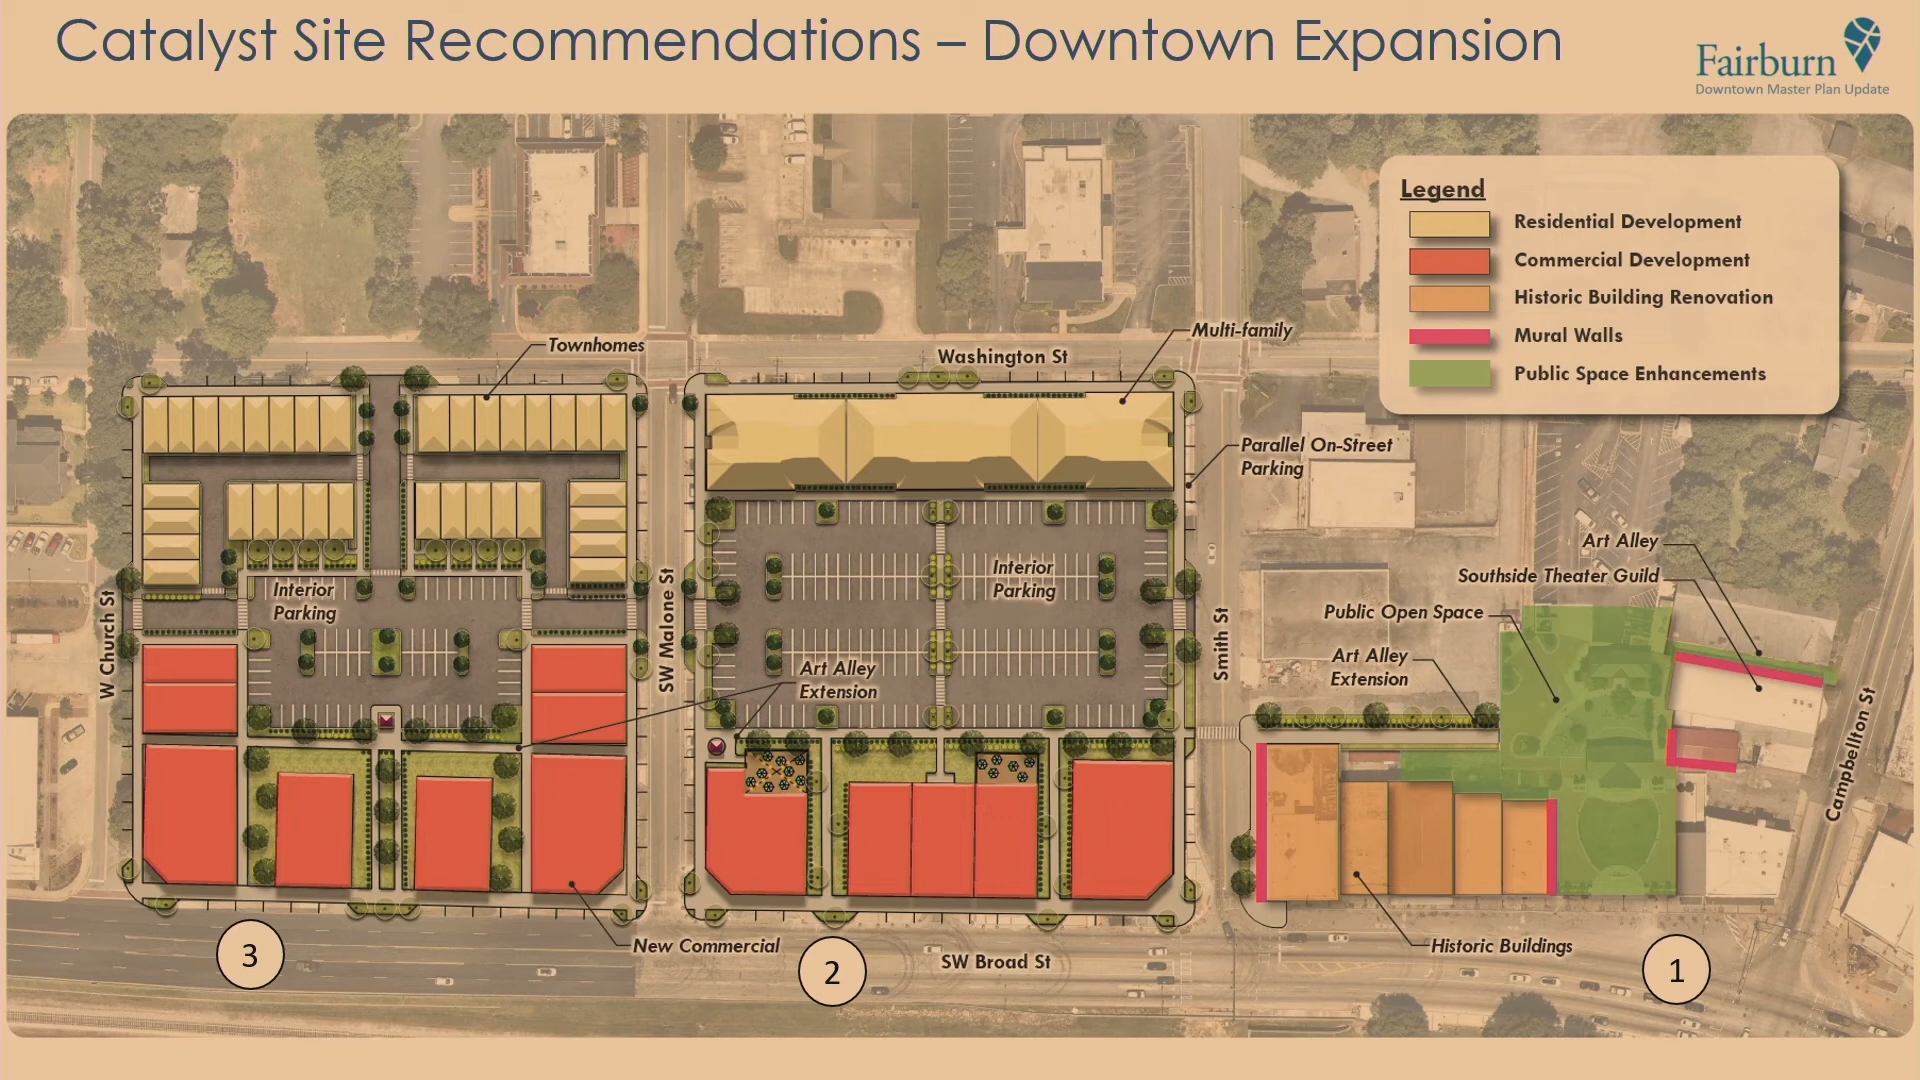 Catalyst Site Recommendations – Downtown Expansion
Fairburn
Downtown Master Plan Update
Legend
Residential Development
Commercial Development
Historic Building Renovation
Mural Walls
Public Space Enhancements
Townhomes
Washington St
Multi-family
Parallel On-Street
Parking
Interior
Parking
Interior
Parking
W Church St
SW Malone St
Smith St
Campbellton St
Art Alley
Southside Theater Guild
Public Open Space
Art Alley
Extension
Art Alley
Extension
New Commercial
SW Broad St
Historic Buildings
3
2
1